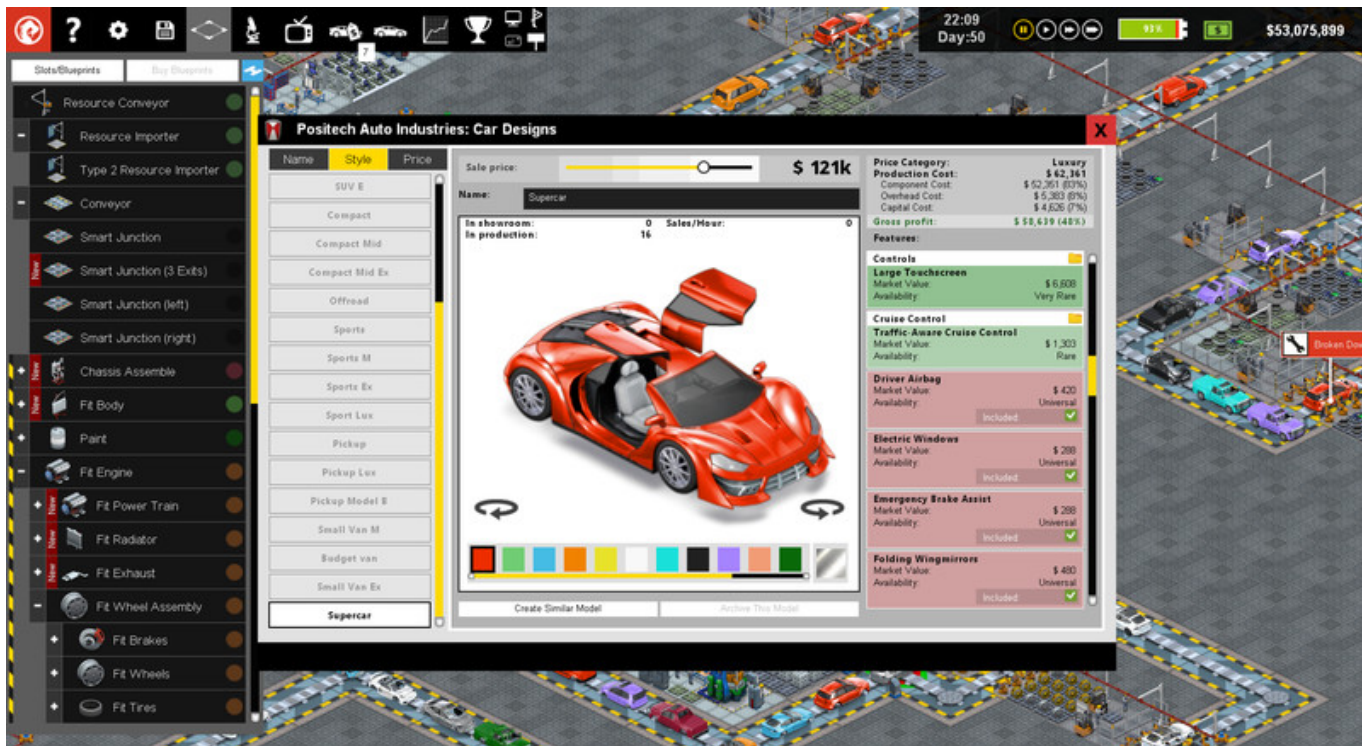 22:09
Day:50
93%
$
$53,075,899
7
Slots/Blueprints
Buy Blueprints
Resource Conveyor
Resource Importer
Type 2 Resource Importer
Conveyor
Smart Junction
New
Smart Junction (3 Exits)
Smart Junction (left)
Smart Junction (right)
New
Chassis Assemble
New
Fit Body
Paint
Fit Engine
New
Fit Power Train
New
Fit Radiator
New
Fit Exhaust
Fit Wheel Assembly
Fit Brakes
Fit Wheels
Fit Tires
Positech Auto Industries: Car Designs
X
Name Style Price
SUV E
Compact
Compact Mid
Compact Mid Ex
Offroad
Sports
Sports M
Sports Ex
Sport Lux
Pickup
Pickup Lux
Pickup Model B
Small Van M
Budget van
Small Van Ex
Supercar
Sale price: $ 121k
Name: Supercar
In showroom: 0 Sales/Hour: 0
In production: 16
Create Similar Model
Archive This Model
Price Category: Luxury
Production Cost: $ 62,361
Component Cost: $ 52,351 (83%)
Overhead Cost: $ 5,383 (8%)
Capital Cost: $ 4,626 (7%)
Gross profit: $ 58,639 (48%)
Features:
Controls
Large Touchscreen
Market Value: $ 6,608
Availability: Very Rare
Cruise Control
Traffic-Aware Cruise Control
Market Value: $ 1,303
Availability: Rare
Driver Airbag
Market Value: $ 420
Availability: Universal
Included
Electric Windows
Market Value: $ 288
Availability: Universal
Included
Emergency Brake Assist
Market Value: $ 288
Availability: Universal
Included
Folding Wingmirrors
Market Value: $ 480
Availability: Universal
Included
Broken Dow